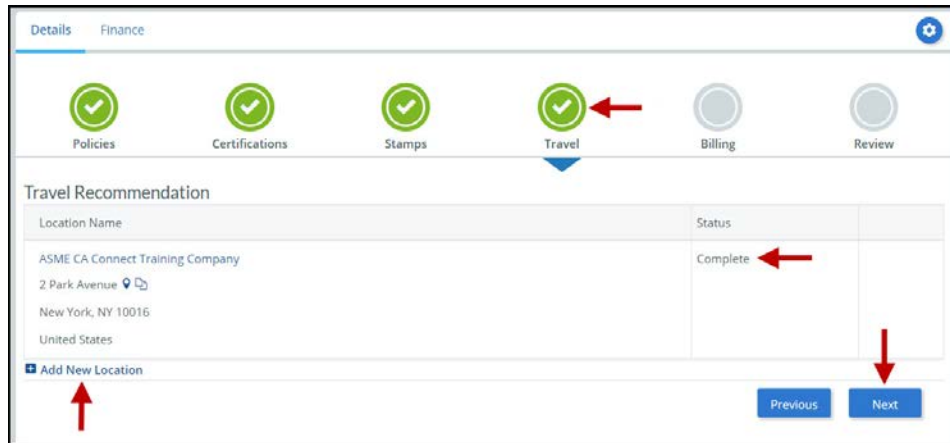 Details Finance
Policies Certifications Stamps Travel Billing Review
Travel Recommendation
Location Name Status
ASME CA Connect Training Company Complete
2 Park Avenue
New York, NY 10016
United States
Add New Location
Previous Next